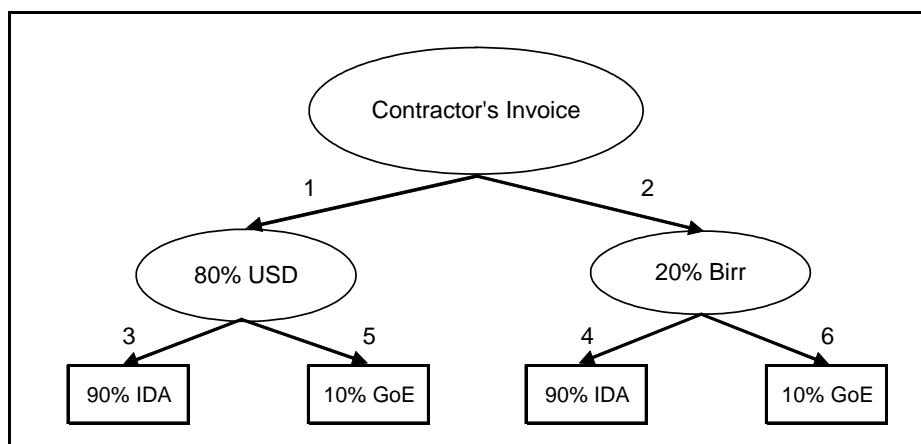 Contractor's Invoice
1
2
80% USD
20% Birr
3
5
4
6
90% IDA
10% GoE
90% IDA
10% GoE